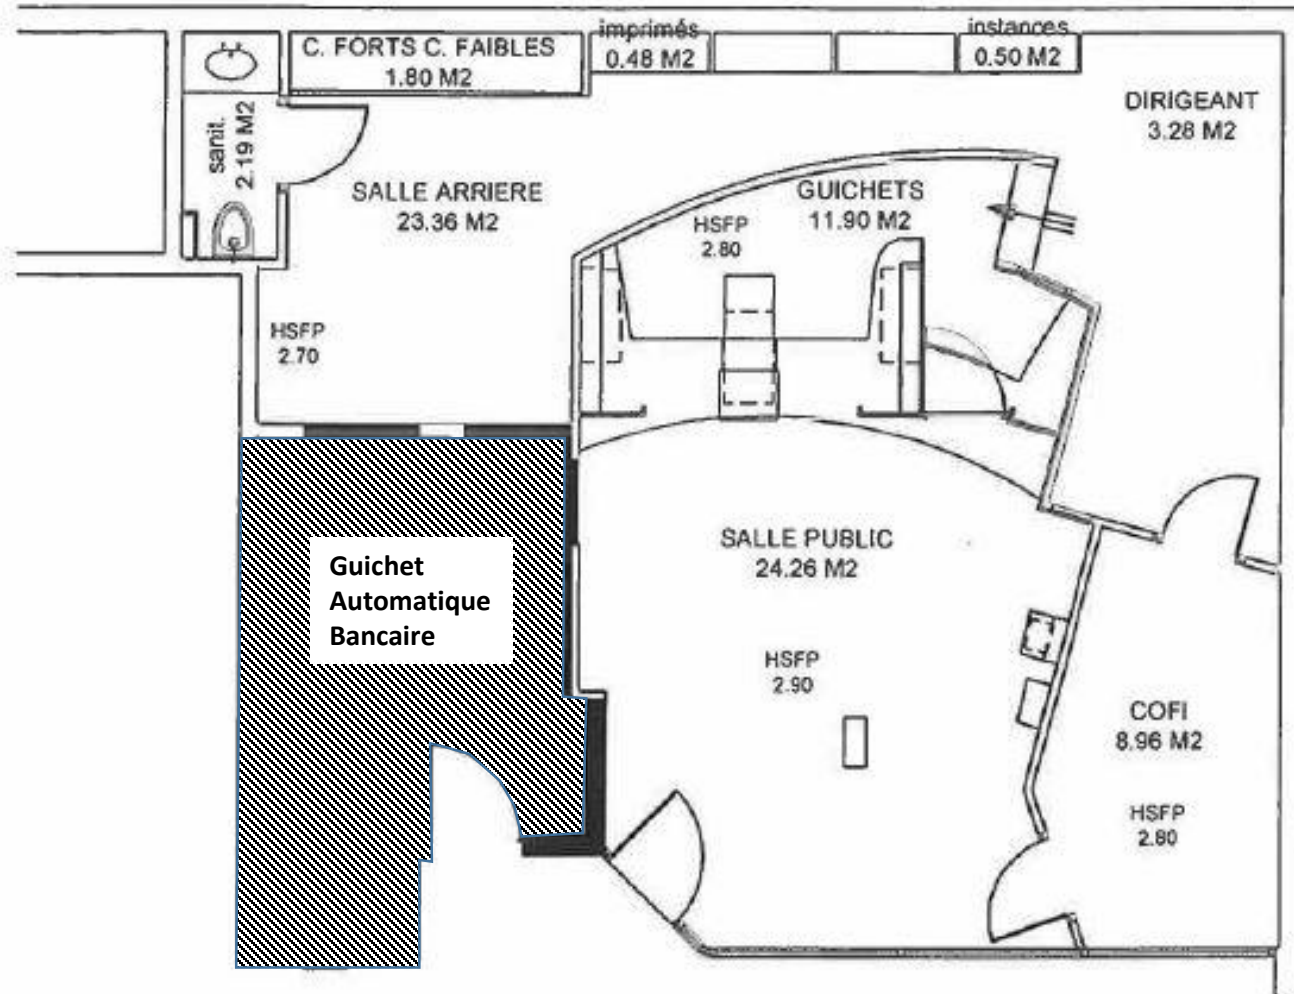 C. FORTS C. FAIBLES
1.80 M2
imprimés
0.48 M2
instances
0.50 M2
DIRIGEANT
3.28 M2
sanit.
2.19 M2
SALLE ARRIERE
23.36 M2
GUICHETS
11.90 M2
HSFP
2.80
HSFP
2.70
SALLE PUBLIC
24.26 M2
Guichet
Automatique
Bancaire
HSFP
2.90
COFI
8.96 M2
HSFP
2.80